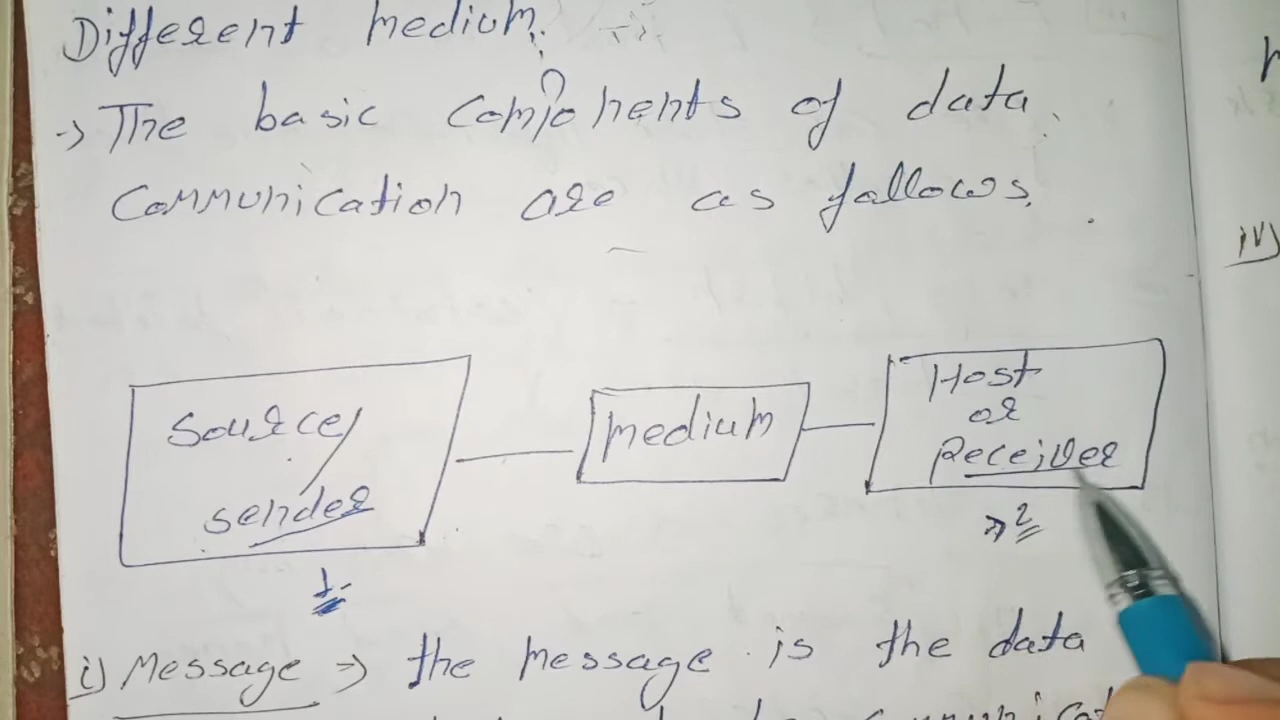 Different medium.
→ The basic components of data
communication are as follows.
Source/
sender
medium
Host
or
Receiver
1.
2
i) Message ⇒ the message is the data
iv)